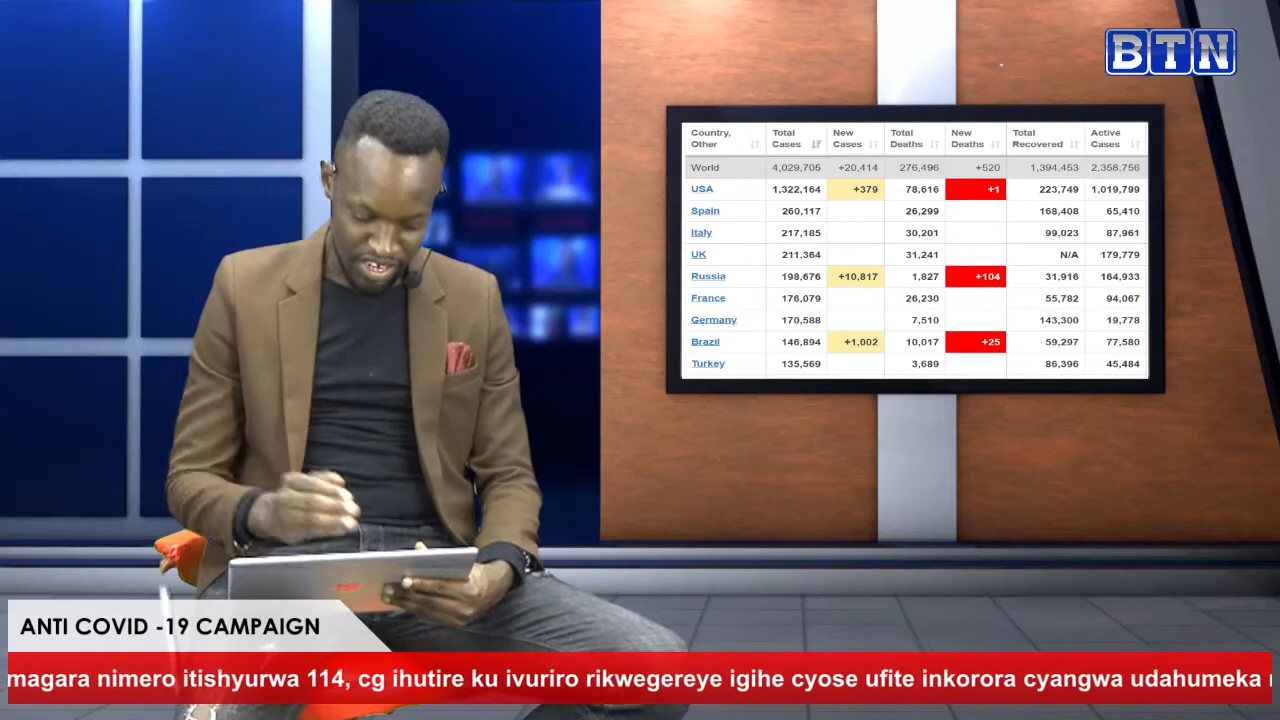 BTN
Country, Other Total Cases New Cases Total Deaths New Deaths Total Recovered Active Cases
World 4,029,705 +20,414 276,496 +520 1,394,453 2,358,756
USA 1,322,164 +379 78,616 +1 223,749 1,019,799
Spain 260,117 26,299 168,408 65,410
Italy 217,185 30,201 99,023 87,961
UK 211,364 31,241 N/A 179,779
Russia 198,676 +10,817 1,827 +104 31,916 164,933
France 176,079 26,230 55,782 94,067
Germany 170,588 7,510 143,300 19,778
Brazil 146,894 +1,002 10,017 +25 59,297 77,580
Turkey 135,569 3,689 86,396 45,484
ANTI COVID -19 CAMPAIGN
magara nimero itishyurwa 114, cg ihutire ku ivuriro rikwegereye igihe cyose ufite inkorora cyangwa udahumeka